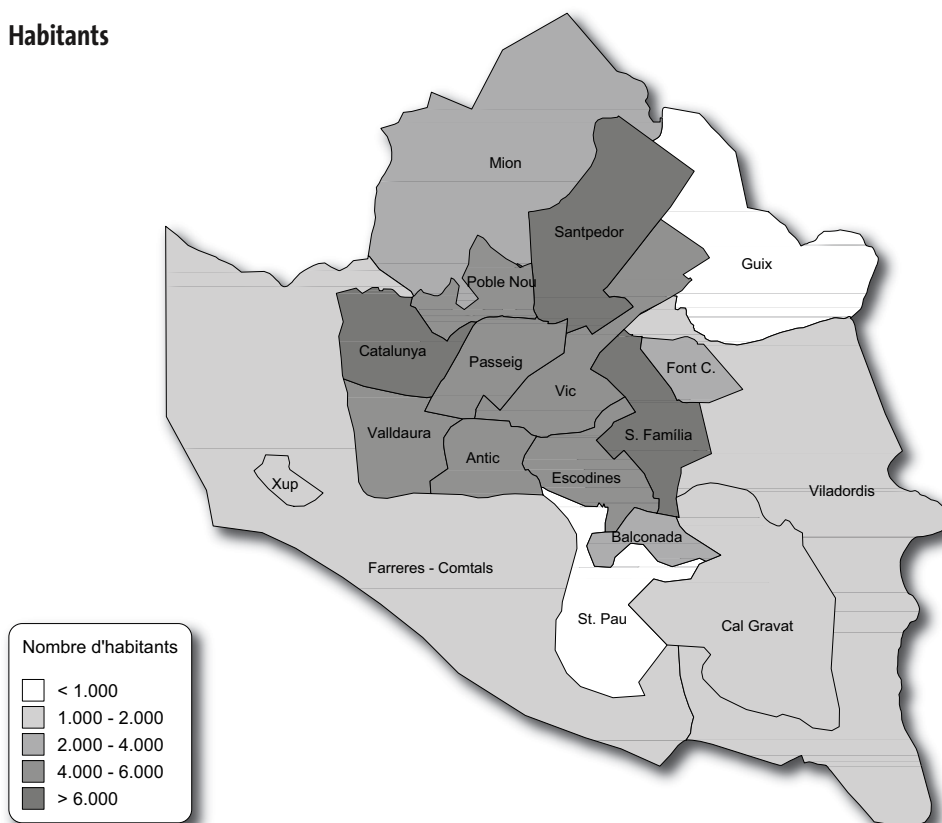 Habitants
Mion
Santpedor
Guix
Poble Nou
Catalunya
Passeig
Font C.
Vic
Valldaura
S. Família
Antic
Escodines
Xup
Viladordis
Balconada
Farreres - Comtals
St. Pau
Cal Gravat
Nombre d'habitants
< 1.000
1.000 - 2.000
2.000 - 4.000
4.000 - 6.000
> 6.000